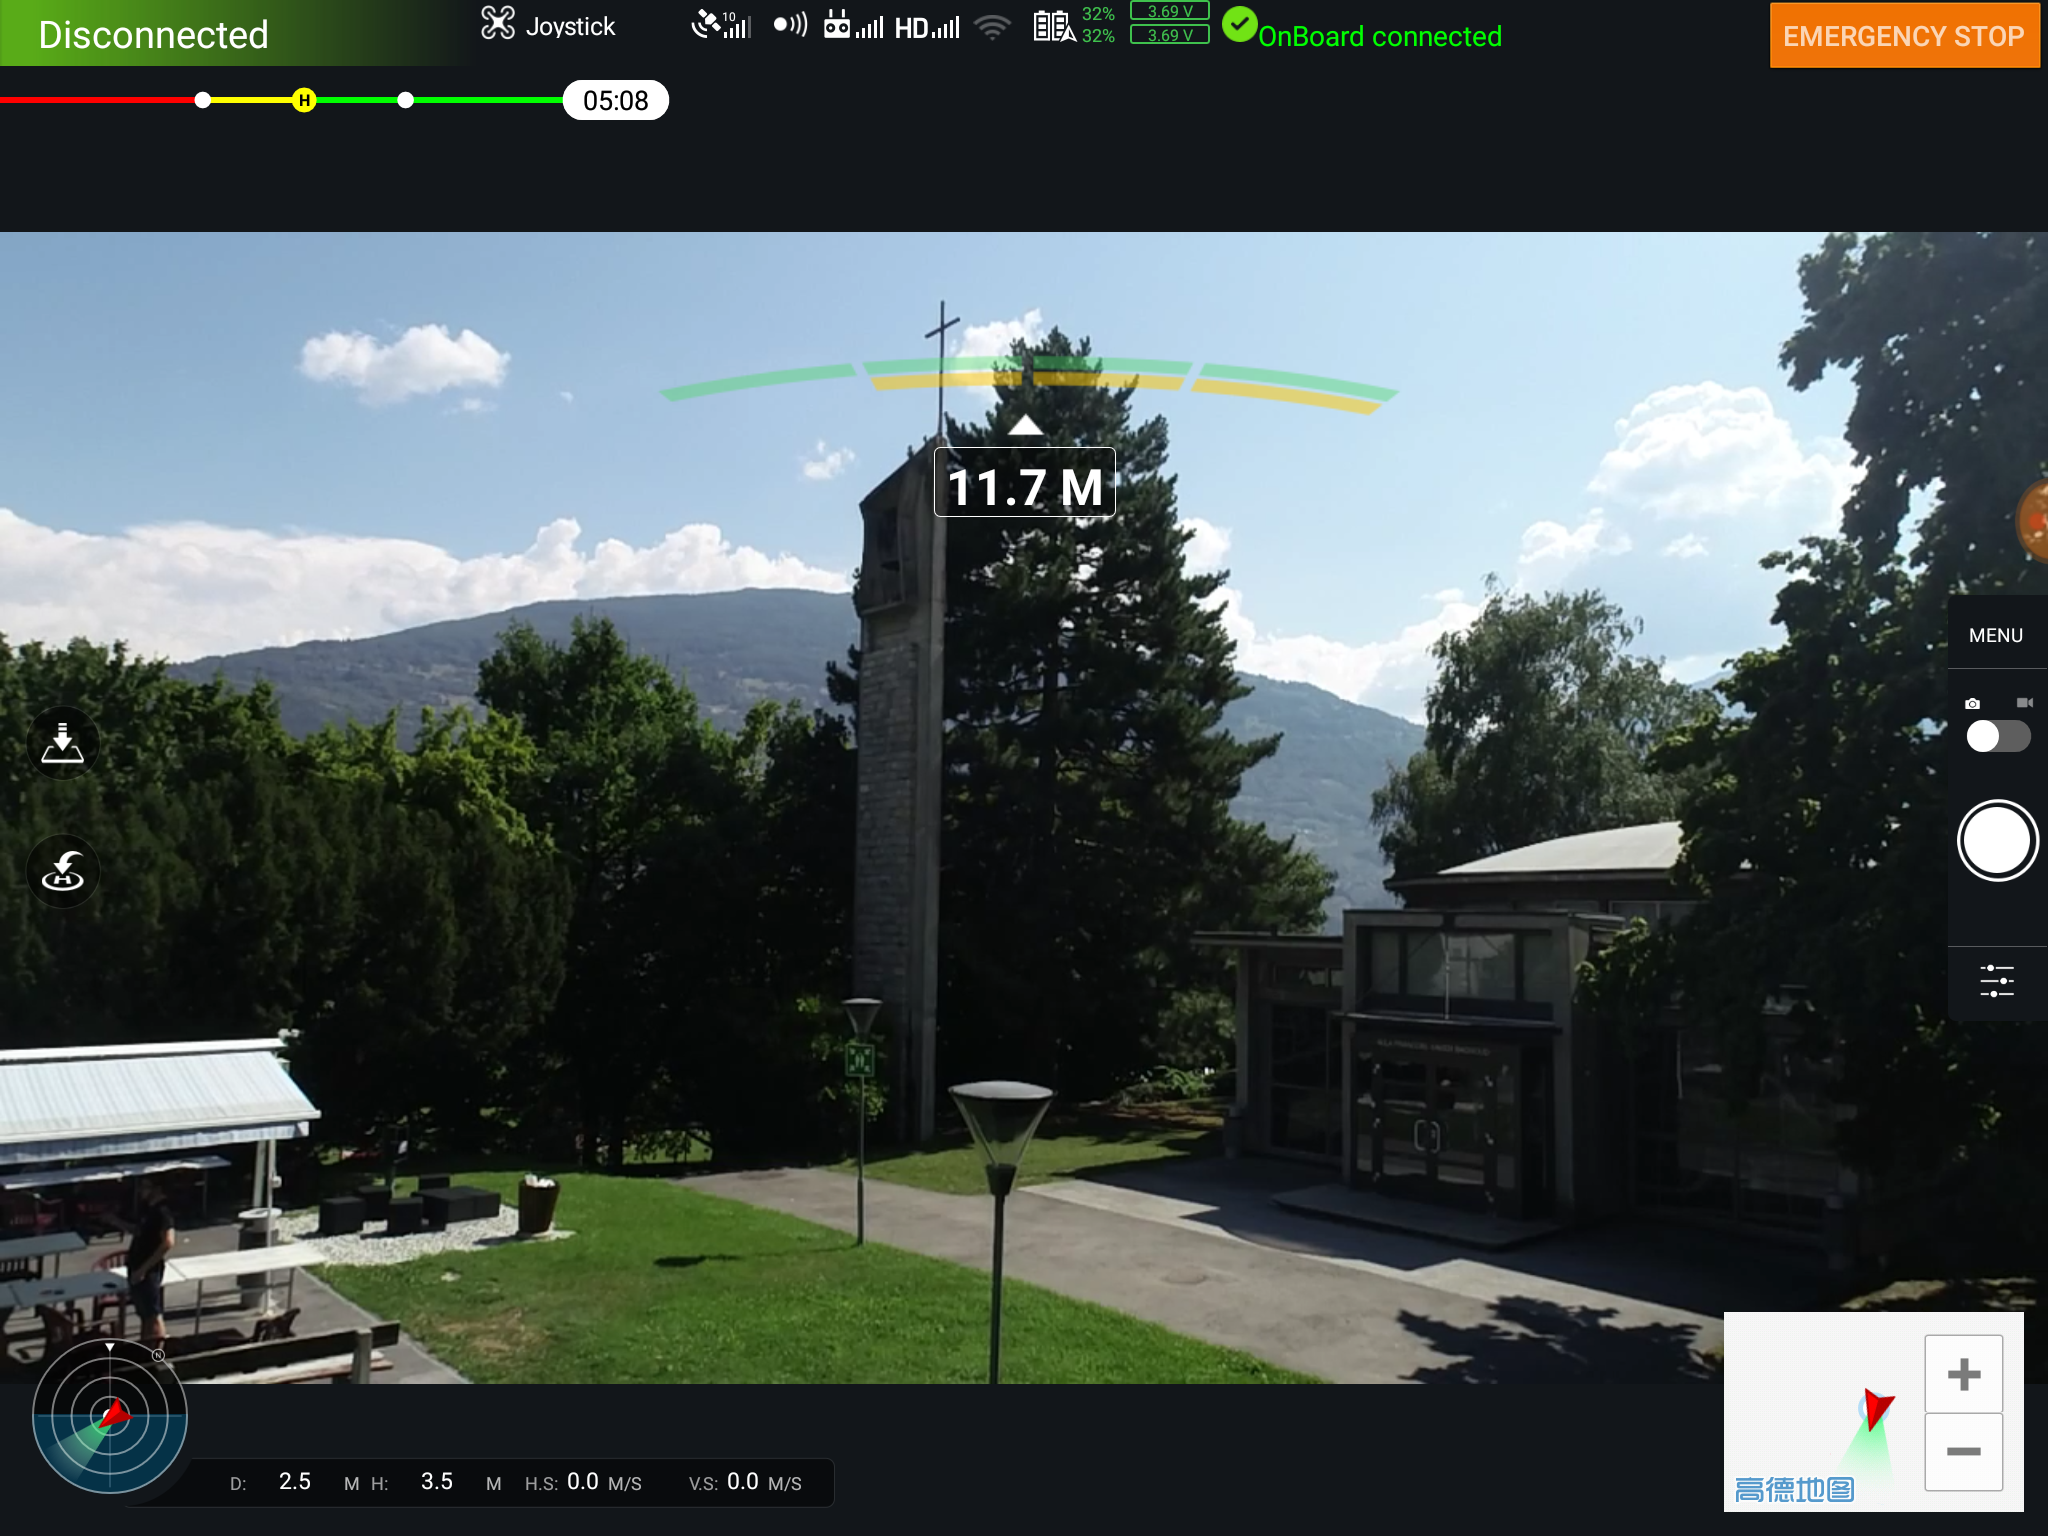 Disconnected
Joystick
10
HD
32%
32%
3.69 V
3.69 V
OnBoard connected
EMERGENCY STOP
H
05:08
11.7 M
MENU
N
D: 2.5 M H: 3.5 M H.S: 0.0 M/S V.S: 0.0 M/S
高德地图